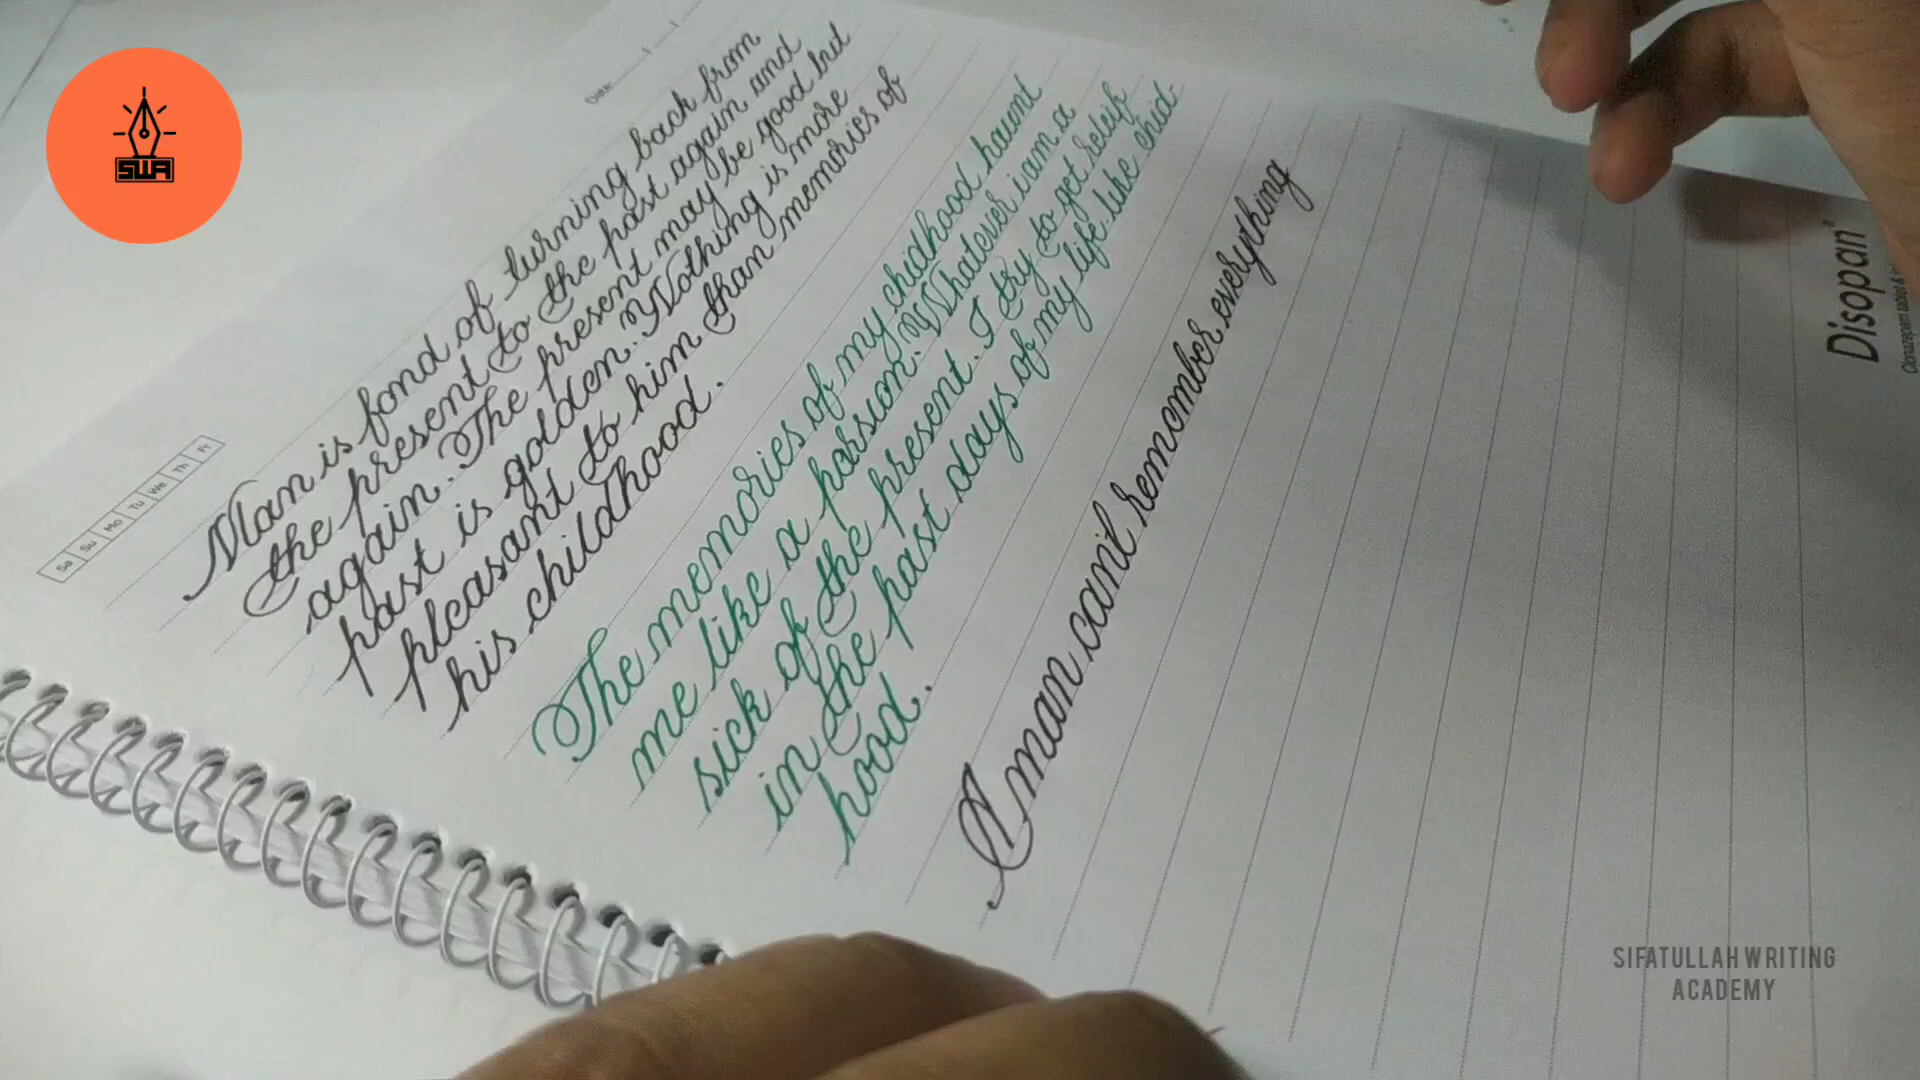 SWA
Date:
Sa Su Mo Tu We Th Fr
Man is fond of turning back from
the present to the past again and
again. The present may be good but
past is golden. Nothing is more
pleasant to him than memories of
his childhood.
The memories of my chidhood haunt
me like a parsion. Whatever i am a
sick of the present. I try to get releif
in the past days of my life like chid-
hood.
A man can't remember everything
Disopan
Clonazepam
SIFATULLAH WRITING
ACADEMY